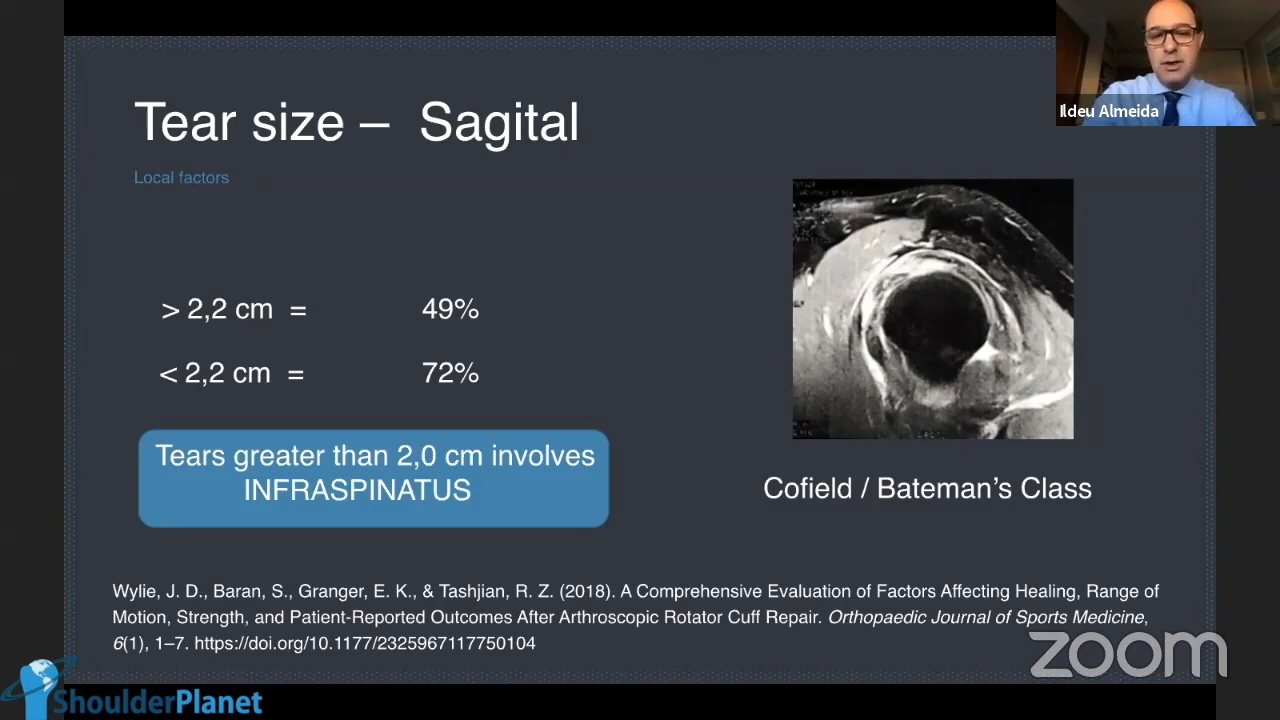 Ildeu Almeida
Tear size – Sagital
Local factors
> 2,2 cm = 49%
< 2,2 cm = 72%
Tears greater than 2,0 cm involves
INFRASPINATUS
Cofield / Bateman’s Class
Wylie, J. D., Baran, S., Granger, E. K., & Tashjian, R. Z. (2018). A Comprehensive Evaluation of Factors Affecting Healing, Range of
Motion, Strength, and Patient-Reported Outcomes After Arthroscopic Rotator Cuff Repair. Orthopaedic Journal of Sports Medicine,
6(1), 1–7. https://doi.org/10.1177/2325967117750104
zoom
ShoulderPlanet